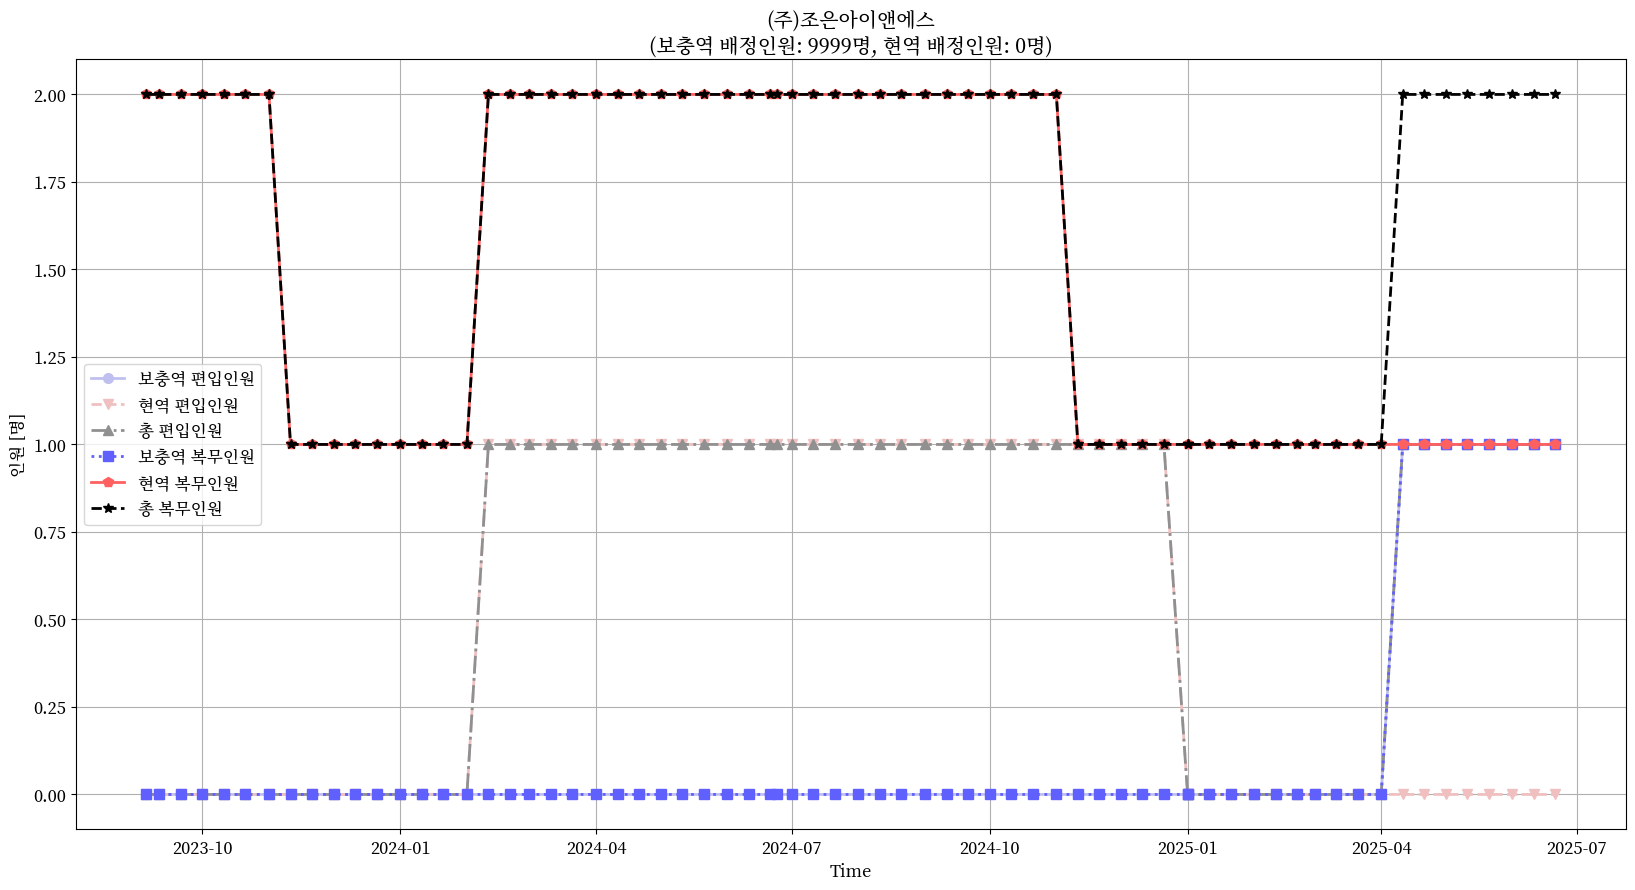 (주)조은아이앤에스
(보충역 배정인원: 9999명, 현역 배정인원: 0명)
2.00
1.75
1.50
1.25
1.00
0.75
0.50
0.25
0.00
인원 [명]
보충역 편입인원
현역 편입인원
총 편입인원
보충역 복무인원
현역 복무인원
총 복무인원
2023-10
2024-01
2024-04
2024-07
2024-10
2025-01
2025-04
2025-07
Time